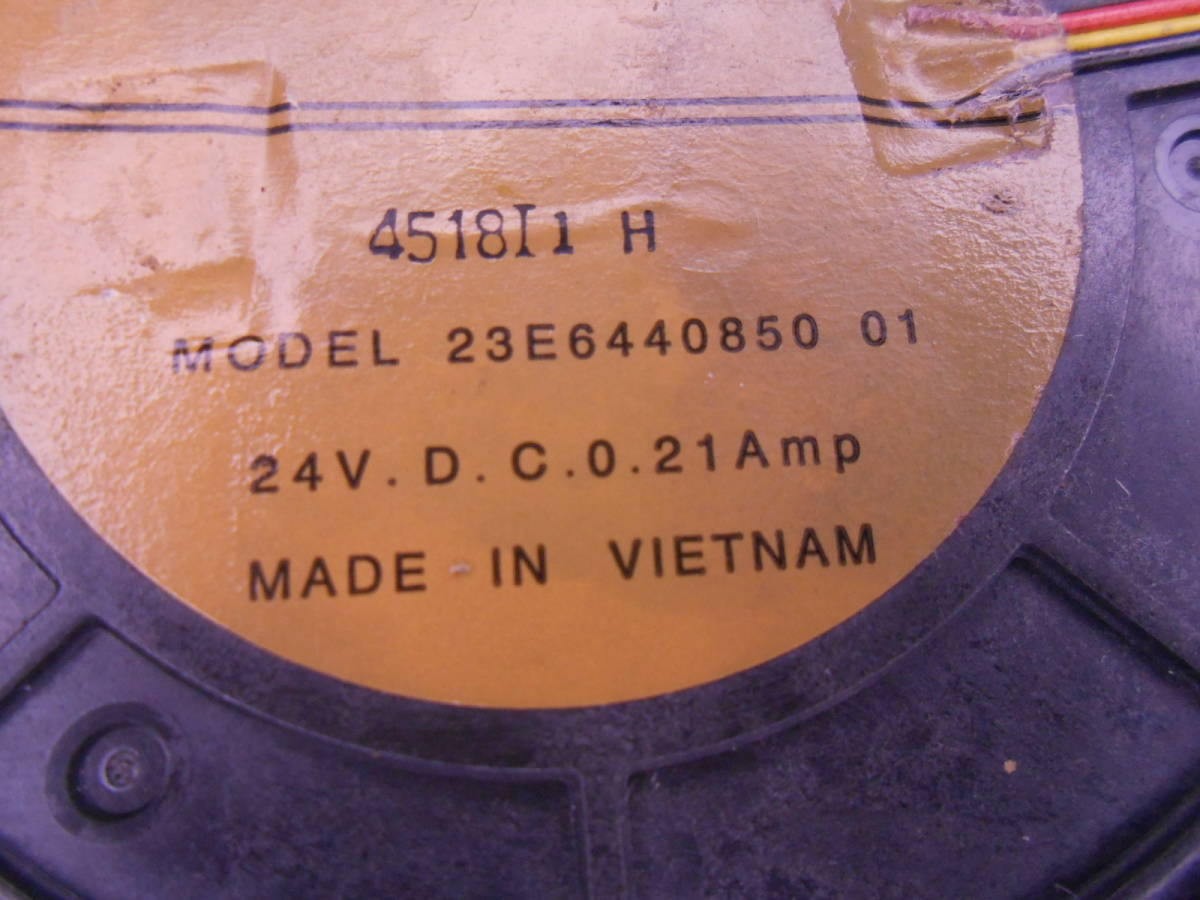 4518I1 H
MODEL 23E6440850 01
24V.D.C.0.21Amp
MADE IN VIETNAM